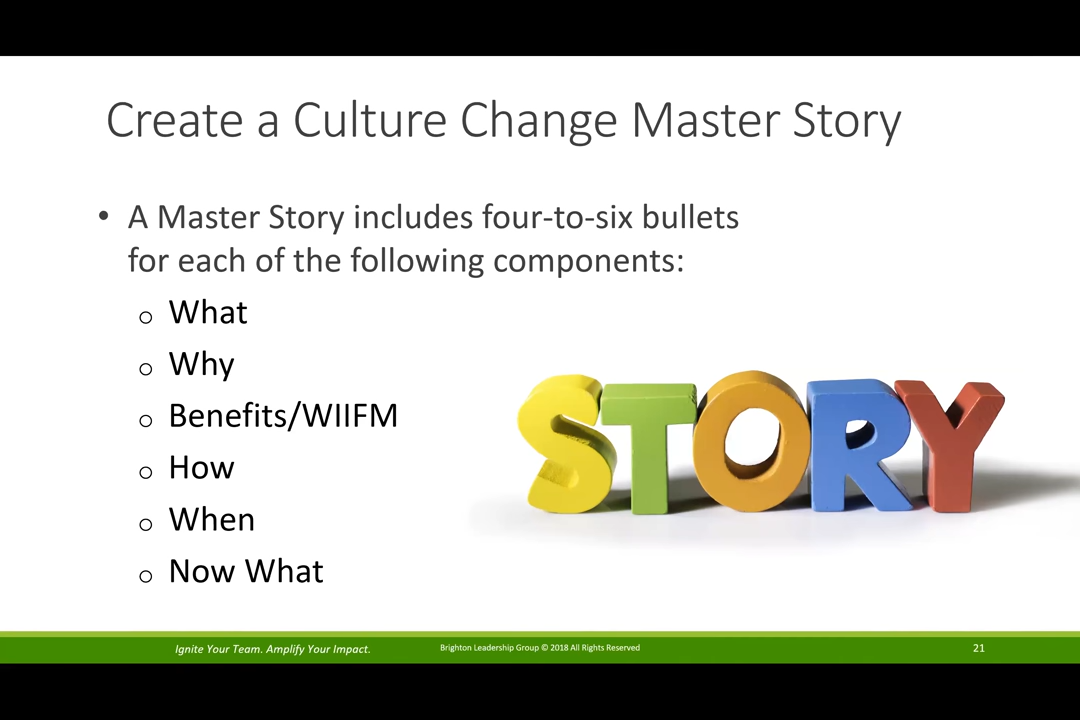 Create a Culture Change Master Story
• A Master Story includes four-to-six bullets
for each of the following components:
o What
o Why
o Benefits/WIIFM
o How
o When
o Now What
STORY
Ignite Your Team. Amplify Your Impact.
Brighton Leadership Group © 2018 All Rights Reserved
21